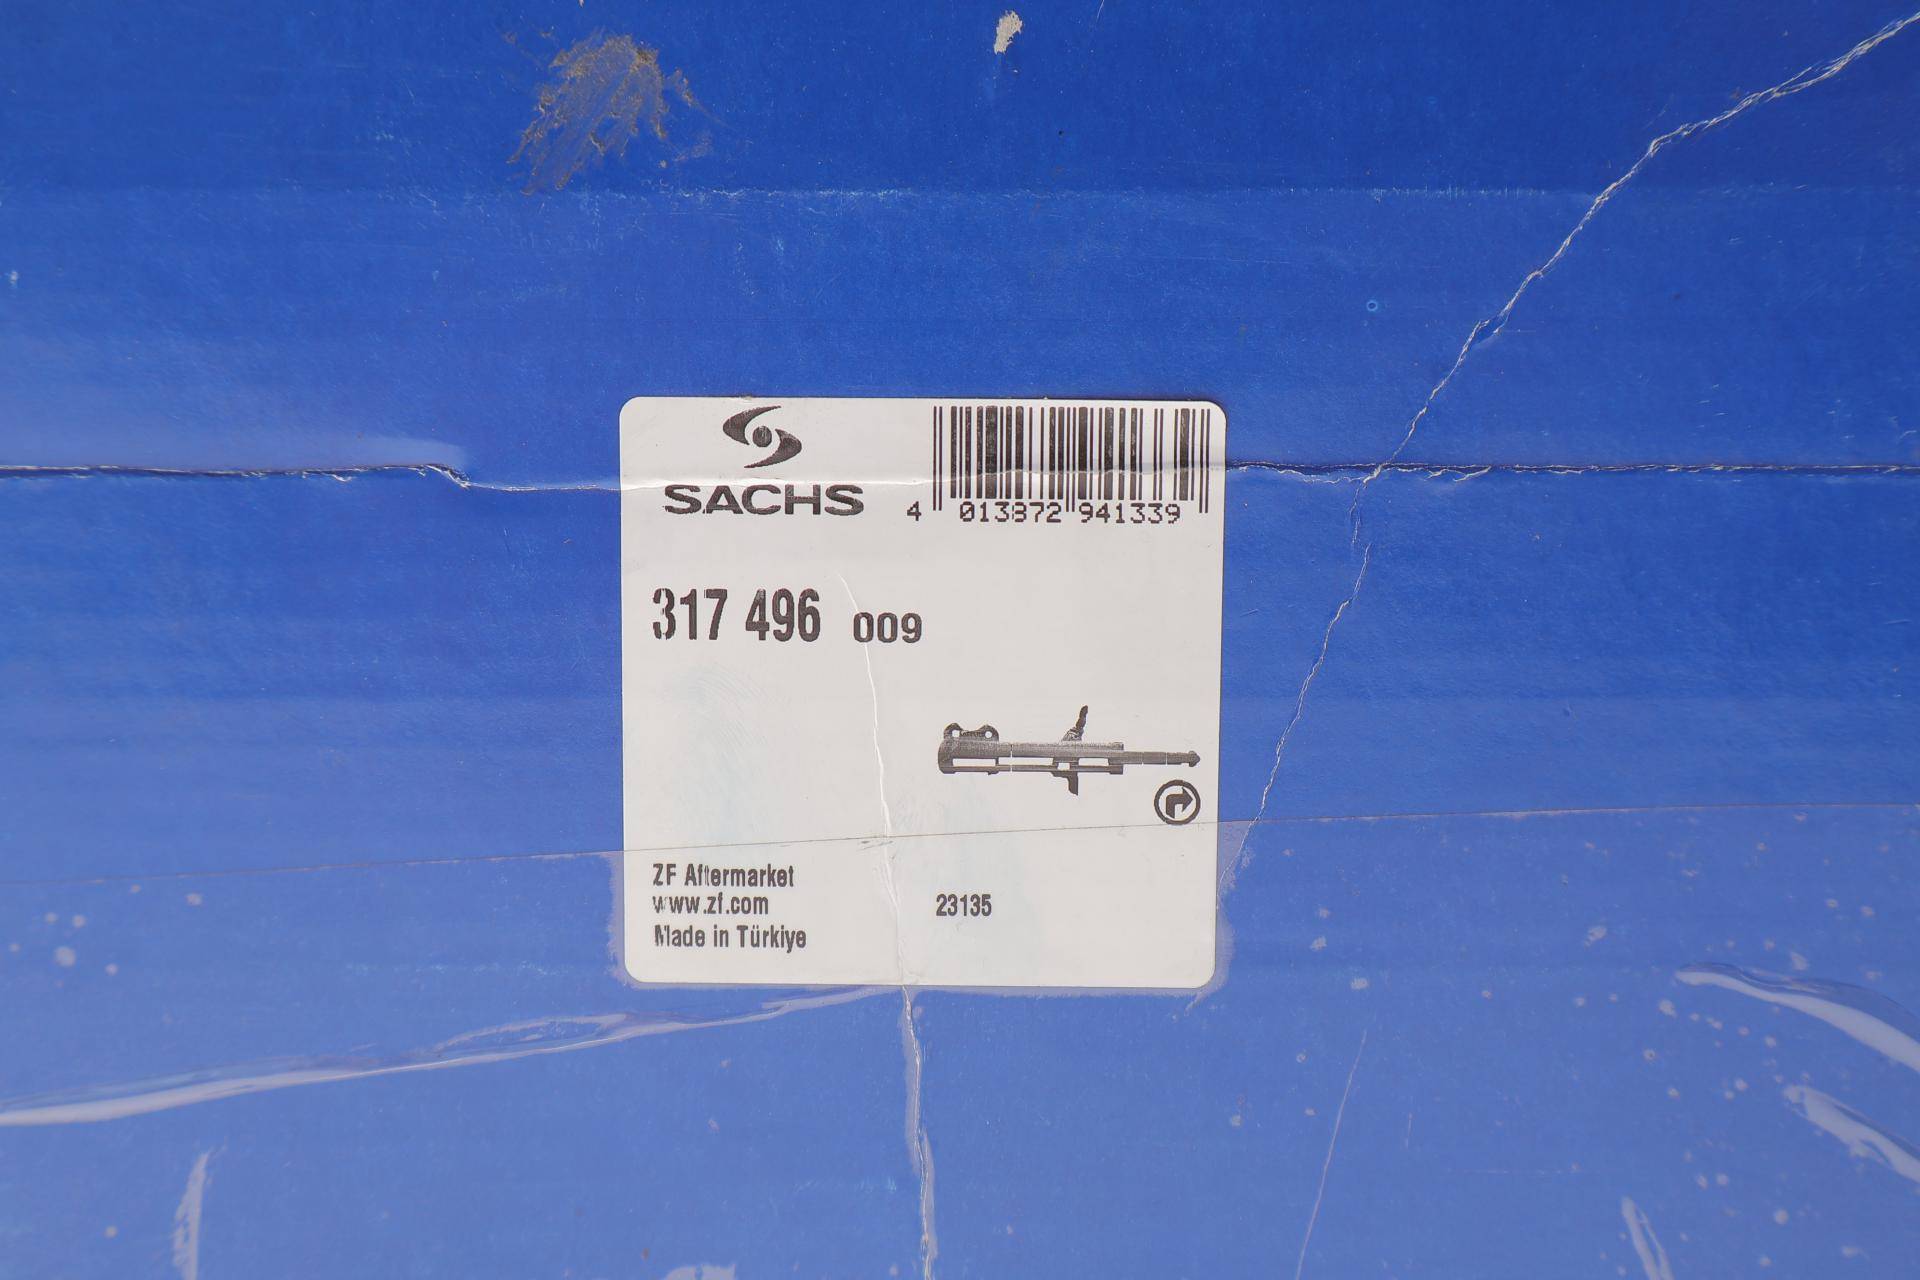 SACHS
4 013872 941339
317 496 009
ZF Aftermarket
www.zf.com
23135
Made in Türkiye